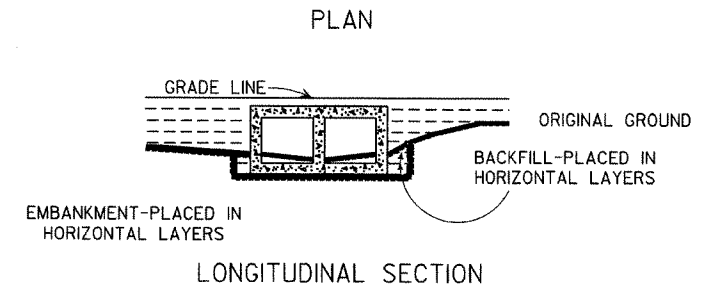 PLAN
GRADE LINE
ORIGINAL GROUND
BACKFILL-PLACED IN
HORIZONTAL LAYERS
EMBANKMENT-PLACED IN
HORIZONTAL LAYERS
LONGITUDINAL SECTION